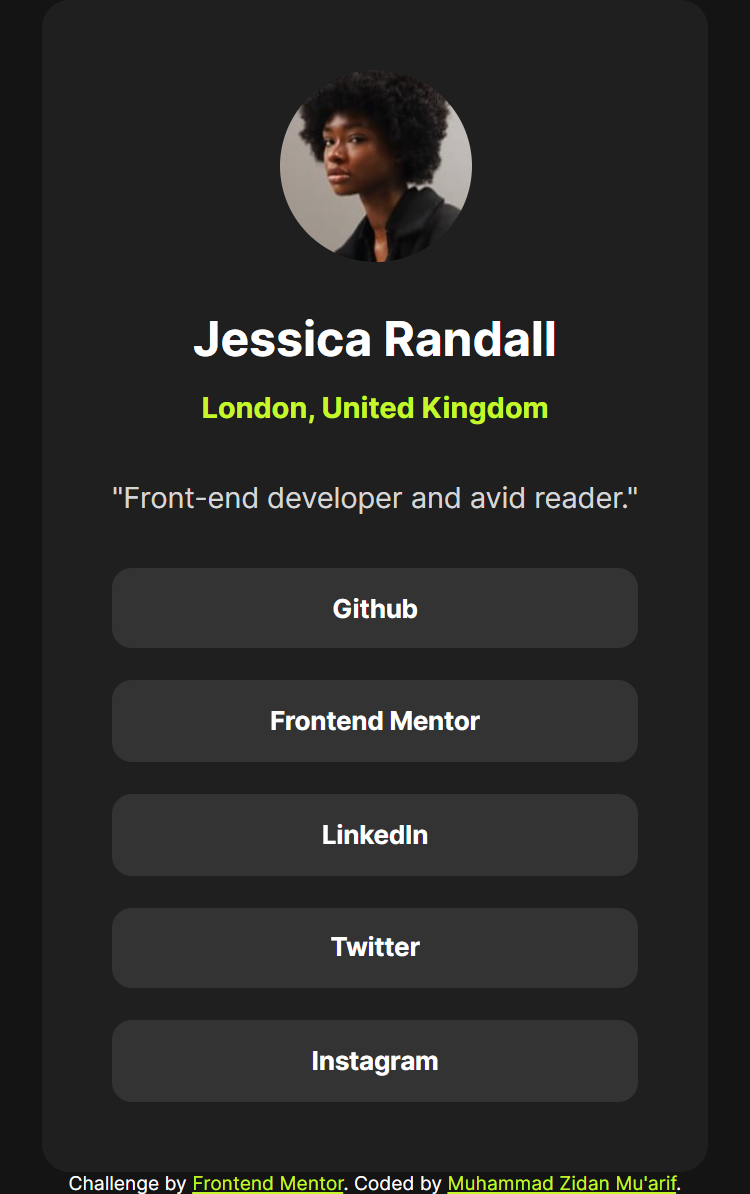 Jessica Randall
London, United Kingdom
"Front-end developer and avid reader."
Github
Frontend Mentor
LinkedIn
Twitter
Instagram
Challenge by Frontend Mentor. Coded by Muhammad Zidan Mu'arif.